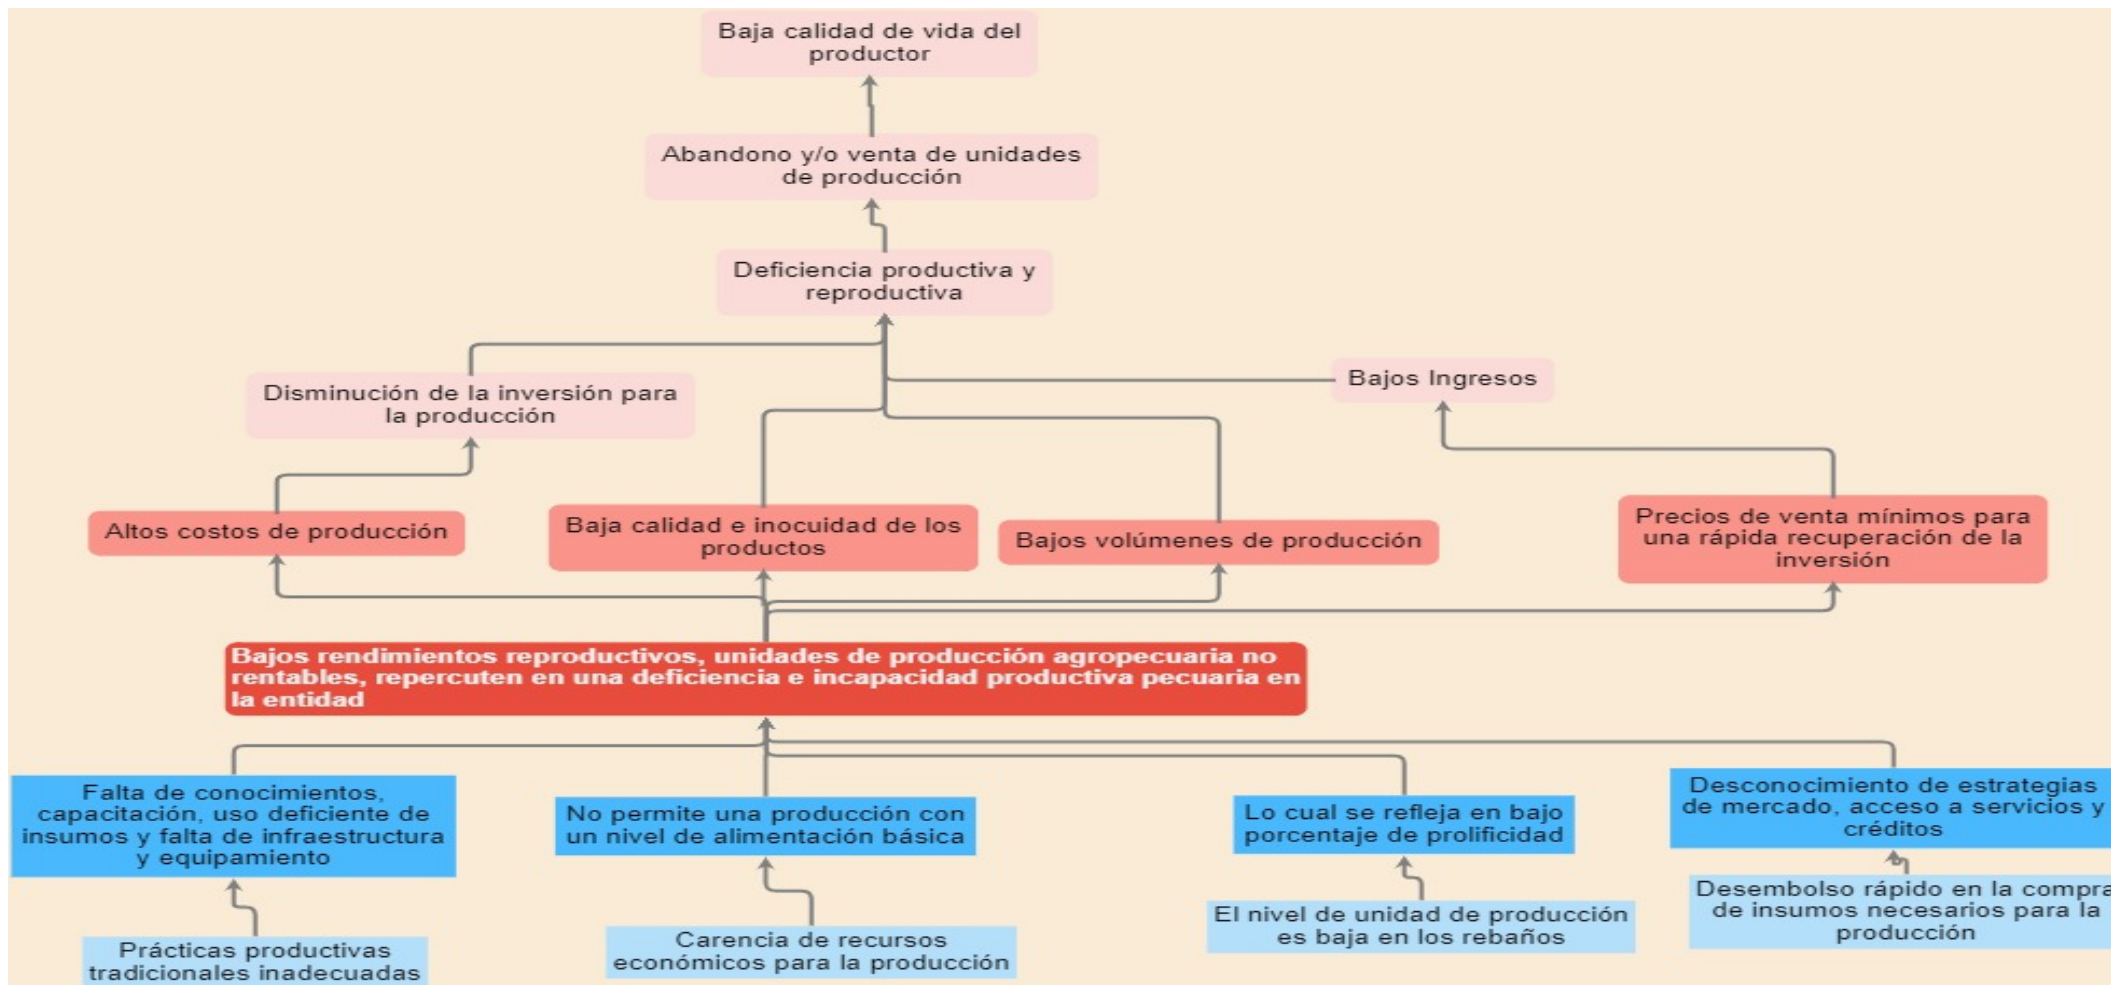 Baja calidad de vida del
productor
Abandono y/o venta de unidades
de producción
Deficiencia productiva y
reproductiva
Disminución de la inversión para
la producción
Bajos Ingresos
Altos costos de producción
Baja calidad e inocuidad de los
productos
Bajos volúmenes de producción
Precios de venta mínimos para
una rápida recuperación de la
inversión
Bajos rendimientos reproductivos, unidades de producción agropecuaria no
rentables, repercuten en una deficiencia e incapacidad productiva pecuaria en
la entidad
Falta de conocimientos,
capacitación, uso deficiente de
insumos y falta de infraestructura
y equipamiento
No permite una producción con
un nivel de alimentación básica
Lo cual se refleja en bajo
porcentaje de prolificidad
Desconocimiento de estrategias
de mercado, acceso a servicios y
créditos
Prácticas productivas
tradicionales inadecuadas
Carencia de recursos
económicos para la producción
El nivel de unidad de producción
es baja en los rebaños
Desembolso rápido en la compra
de insumos necesarios para la
producción